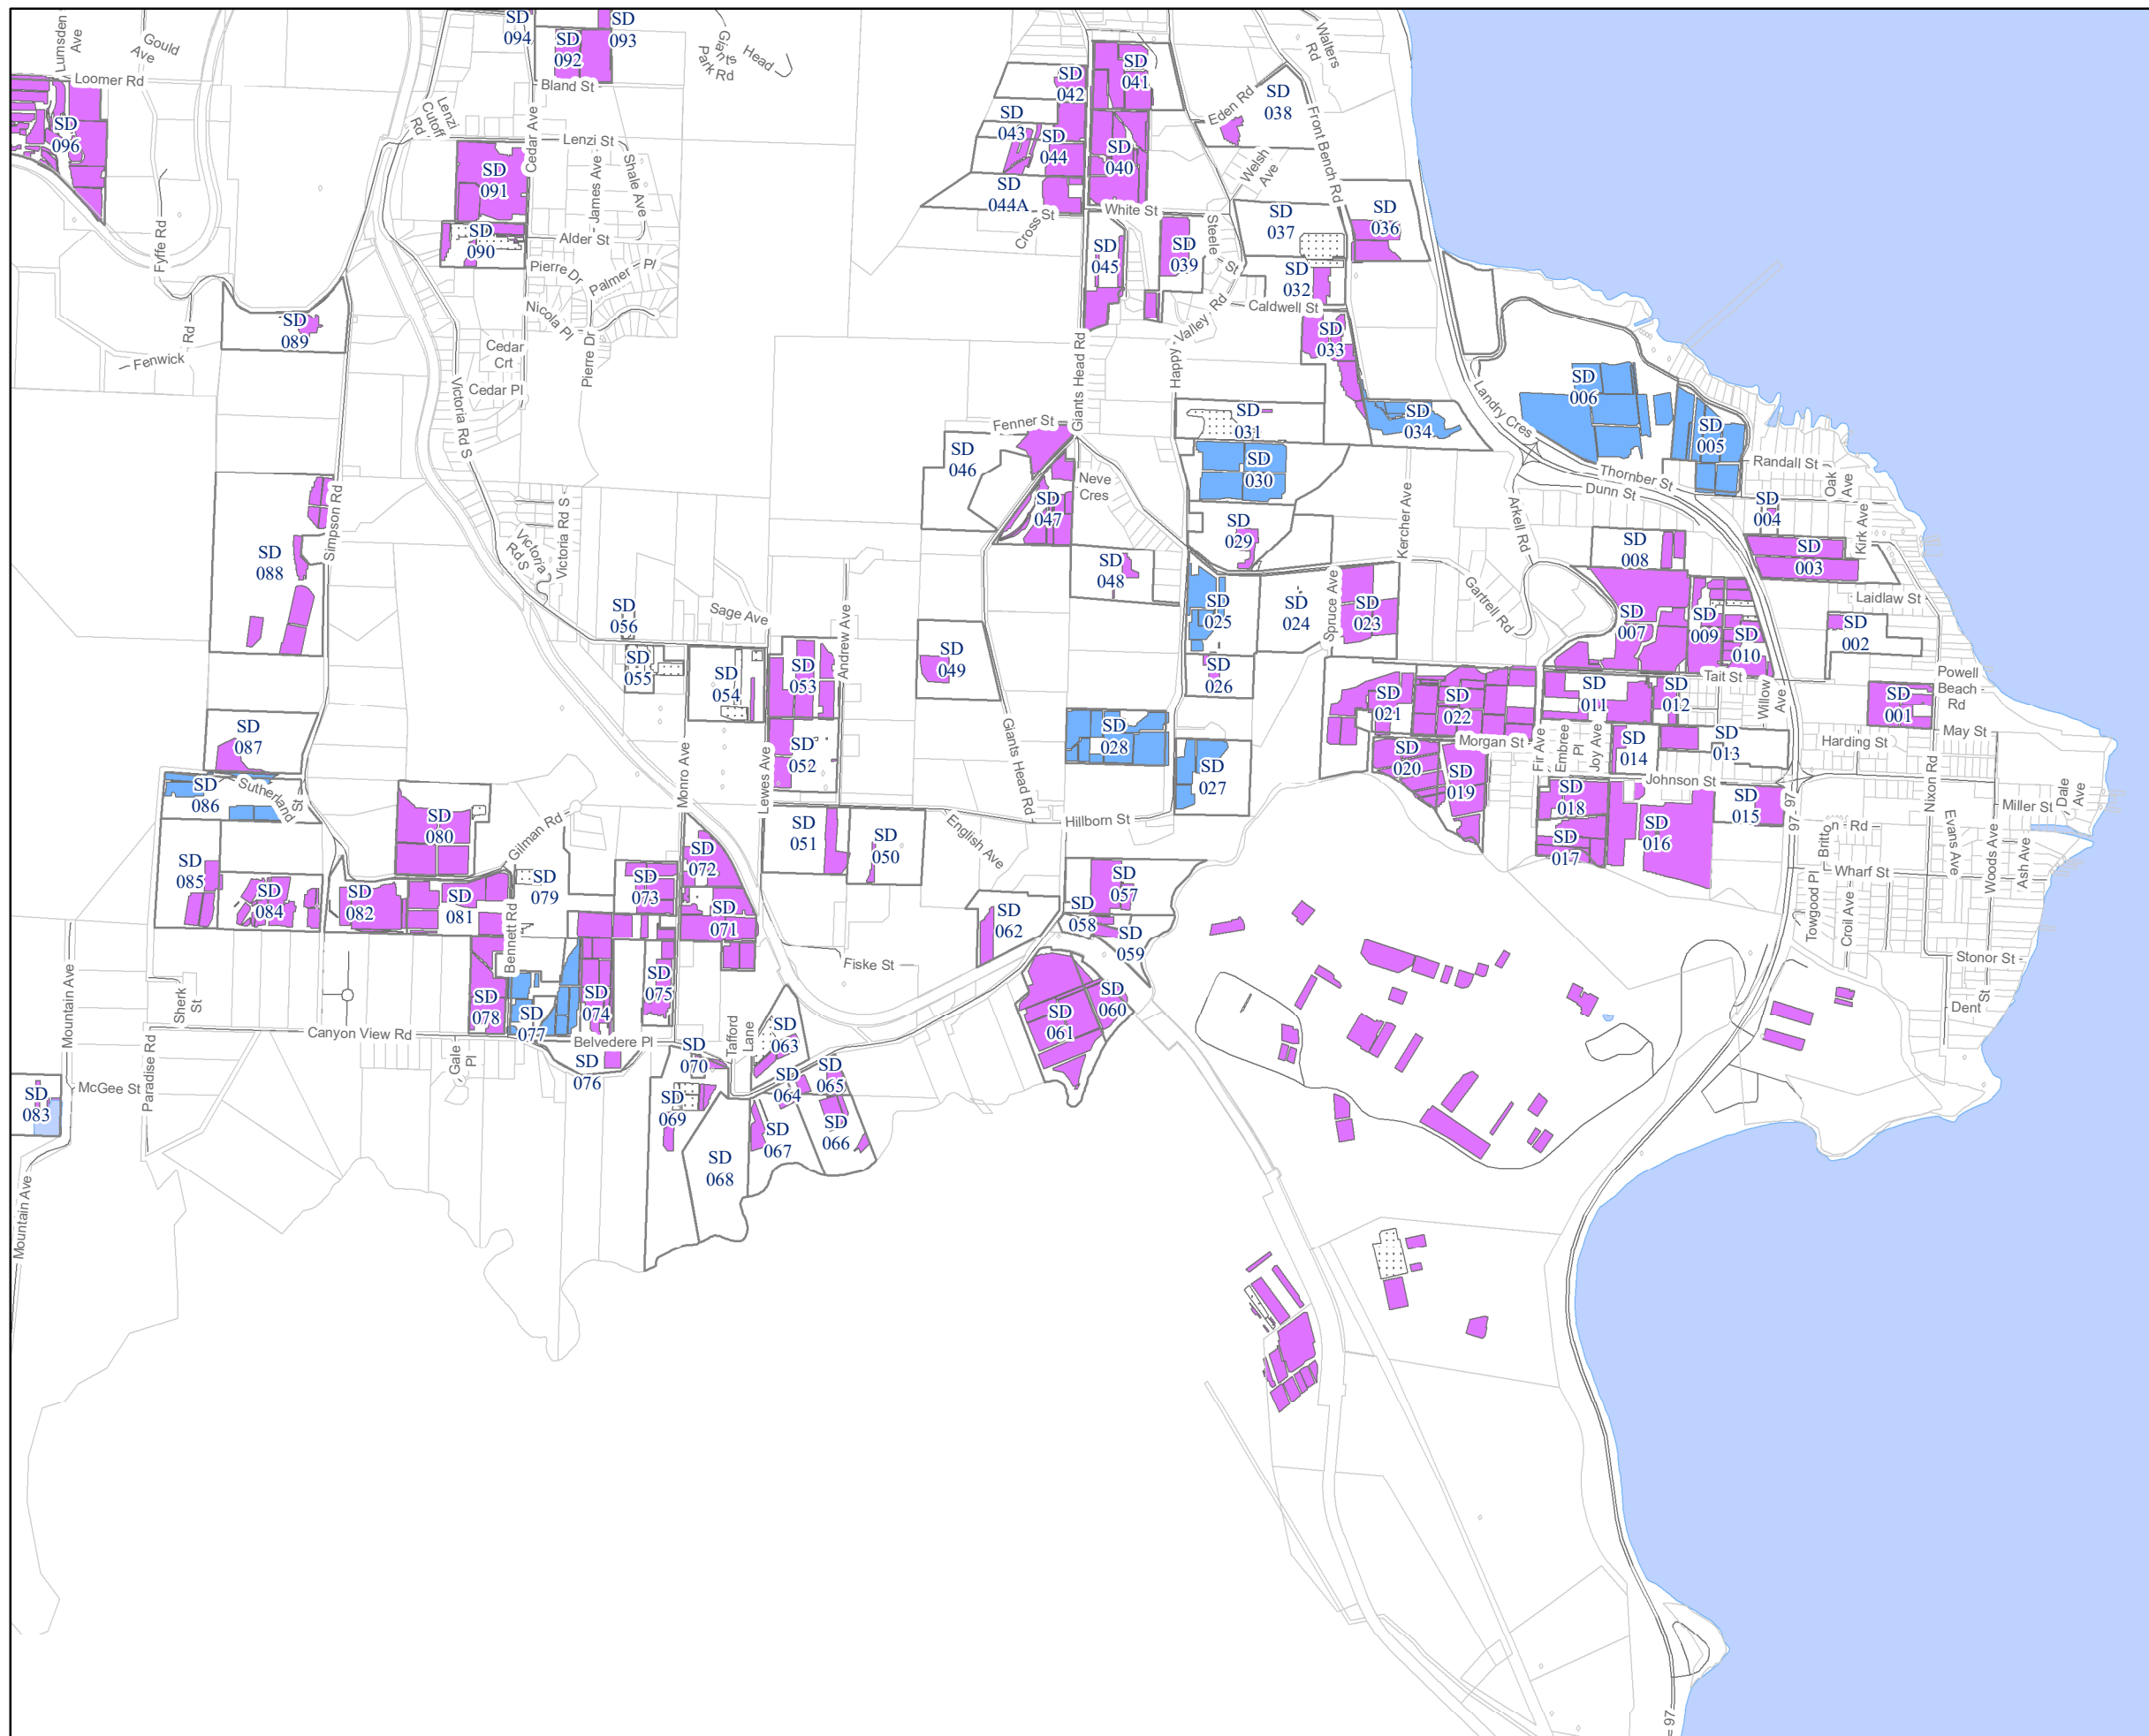 Lumsden
Ave
Gould
Ave
Loomer Rd
SD
096
SD
094
SD
093
SD
092
Bland St
Giants
Head
Park Rd
Walters
Rd
SD
042
SD
041
SD
038
Eden Rd
Front Bench Rd
Lenzi
Cutoff
Rd
Cedar Ave
Lenzi St
SD
043
SD
044
SD
040
SD
091
James Ave
Shale Ave
Welsh
Ave
SD
044A
Cross St
White St
Steele St
SD
037
SD
036
Fyffe Rd
SD
090
Alder St
Pierre Dr
Palmer Pl
SD
045
SD
039
SD
032
Caldwell St
Happy Valley Rd
Nicola Pl
Pierre Dr
SD
089
Fenwick Rd
Cedar
Crt
Cedar Pl
Victoria Rd S
Giants Head Rd
SD
033
SD
006
Landry Cres
SD
005
SD
031
SD
034
Fenner St
SD
046
SD
030
Randall St
Oak
Ave
Thornber St
Dunn St
SD
004
Neve
Cres
SD
047
Kercher Ave
Arkell Rd
Simpson Rd
Victoria Rd S
Victoria
Rd S
SD
029
SD
008
SD
003
Kirk Ave
SD
088
SD
048
Gartrell Rd
Laidlaw St
SD
056
Sage Ave
Andrew Ave
SD
025
SD
024
Spruce Ave
SD
023
SD
007
SD
009
SD
010
SD
002
SD
055
SD
054
SD
053
SD
049
SD
026
Tait St
Powell
Beach
Rd
SD
021
SD
022
SD
011
SD
012
Willow
Ave
SD
001
SD
087
SD
052
SD
028
SD
027
SD
020
Morgan St
Fir Ave
Embree
Pl
Joy Ave
SD
014
SD
013
Harding St
May St
SD
086
Sutherland
St
Monro Ave
Lewes Ave
Giants Head Rd
SD
019
Johnson St
Nixon Rd
SD
018
SD
015
97
97
Miller St
Dale
Ave
SD
080
Gilman Rd
SD
051
SD
050
English Ave
Hillborn St
SD
017
SD
016
Britton Rd
Evans Ave
Woods Ave
Ash Ave
SD
085
SD
084
SD
082
SD
081
SD
079
SD
073
SD
072
SD
057
Wharf St
Bennett Rd
SD
071
SD
062
SD
058
SD
059
Towgood Pl
Croil Ave
Mountain Ave
Sherk
St
Fiske St
Stonor St
SD
078
SD
077
SD
074
SD
075
SD
061
SD
060
Dent St
Canyon View Rd
Paradise Rd
Gale
Pl
Belvedere Pl
SD
076
SD
070
Tafford
Lane
SD
063
McGee St
SD
083
SD
069
SD
064
SD
065
SD
067
SD
066
SD
068
Mountain Ave
97